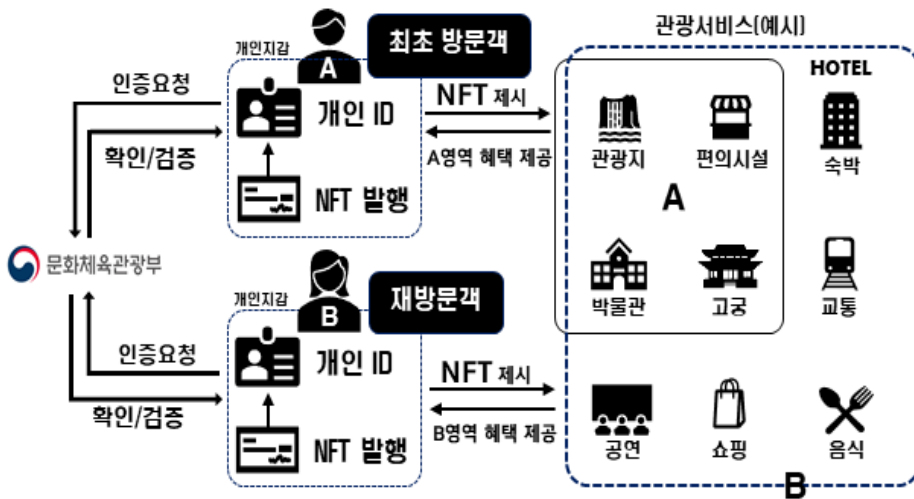 관광서비스(예시)
최초 방문객
개인지갑
A
인증요청
개인 ID
확인/검증
NFT 발행
NFT 제시
A영역 혜택 제공
HOTEL
관광지
편의시설
숙박
A
박물관
고궁
교통
문화체육관광부
재방문객
개인지갑
B
인증요청
개인 ID
확인/검증
NFT 발행
NFT 제시
B영역 혜택 제공
공연
쇼핑
음식
B